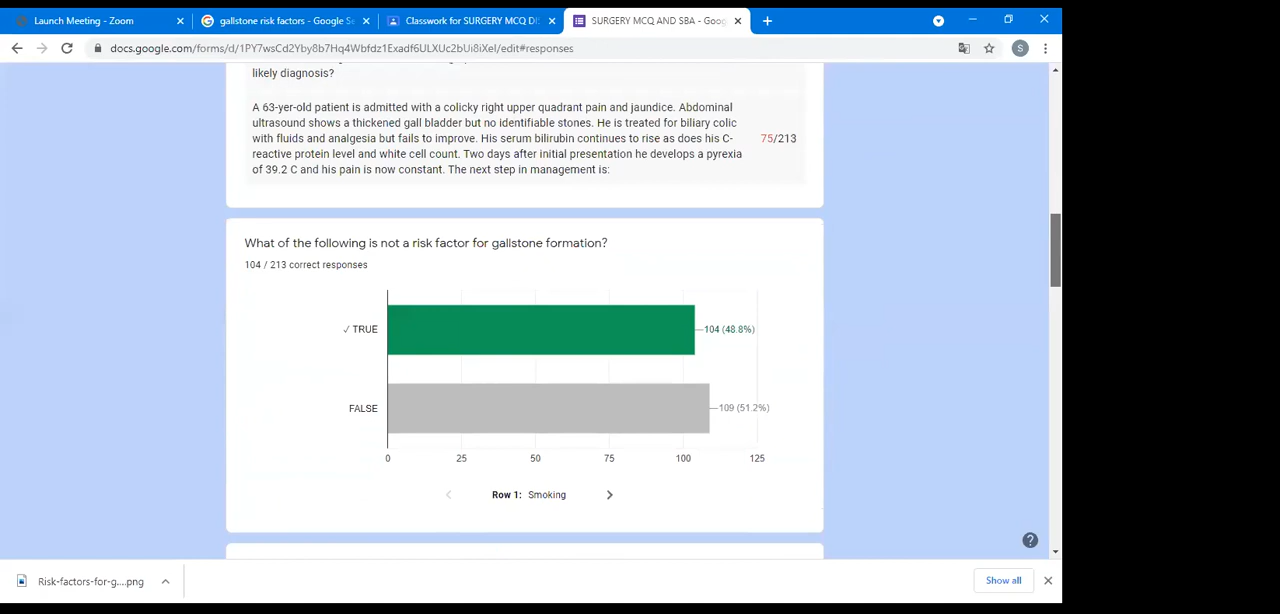 Launch Meeting - Zoom
gallstone risk factors - Google Se
Classwork for SURGERY MCQ DI
SURGERY MCQ AND SBA - Goog
docs.google.com/forms/d/1PY7wsCd2Yby8b7Hq4Wbfdz1Exadf6ULXUc2bUi8iXeI/edit#responses
S
likely diagnosis?
A 63-yer-old patient is admitted with a colicky right upper quadrant pain and jaundice. Abdominal
ultrasound shows a thickened gall bladder but no identifiable stones. He is treated for biliary colic
with fluids and analgesia but fails to improve. His serum bilirubin continues to rise as does his C-
reactive protein level and white cell count. Two days after initial presentation he develops a pyrexia
of 39.2 C and his pain is now constant. The next step in management is:
75/213
What of the following is not a risk factor for gallstone formation?
104 / 213 correct responses
✓ TRUE
104 (48.8%)
FALSE
109 (51.2%)
0 25 50 75 100 125
Row 1: Smoking
Risk-factors-for-g....png
Show all